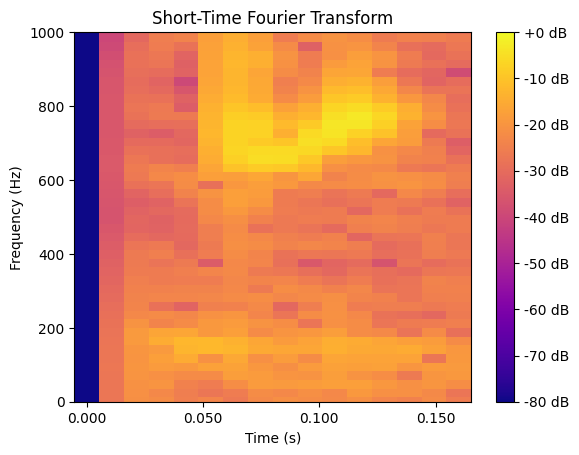 Short-Time Fourier Transform
1000
800
600
400
200
0
Frequency (Hz)
0.000
0.050
0.100
0.150
Time (s)
+0 dB
-10 dB
-20 dB
-30 dB
-40 dB
-50 dB
-60 dB
-70 dB
-80 dB